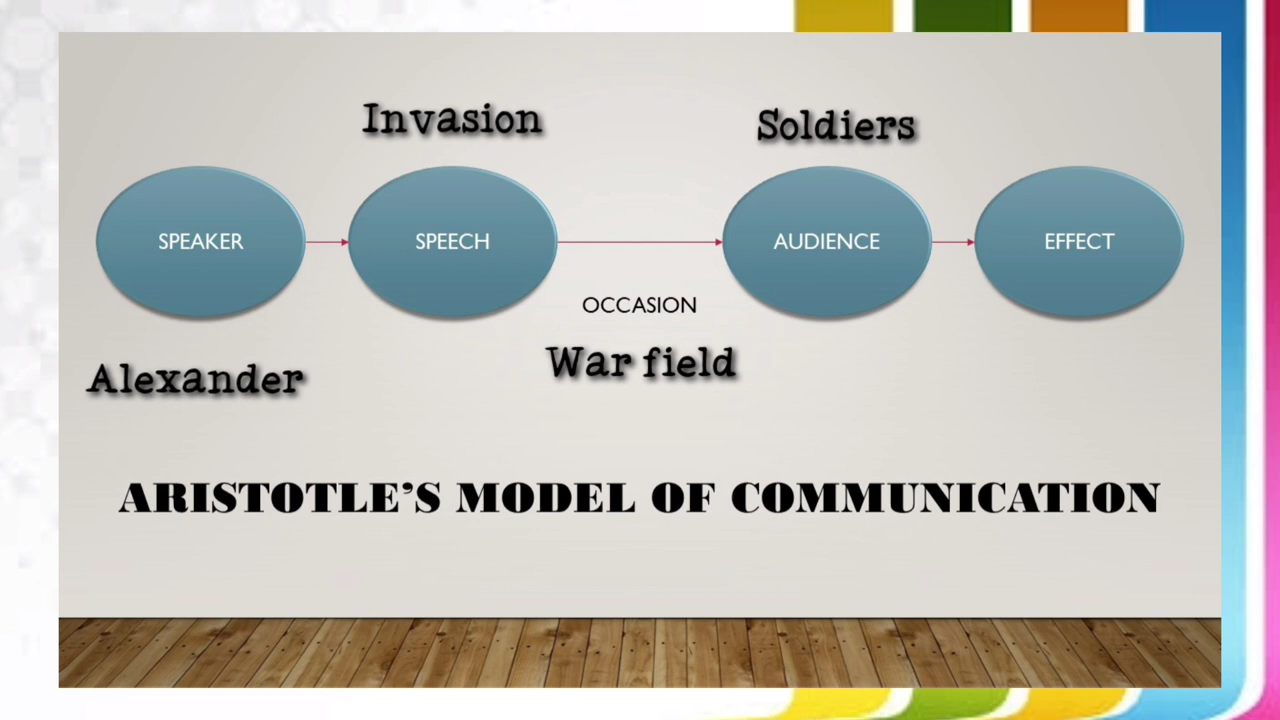 Invasion
Soldiers
SPEAKER
SPEECH
AUDIENCE
EFFECT
OCCASION
War field
Alexander
ARISTOTLE’S MODEL OF COMMUNICATION